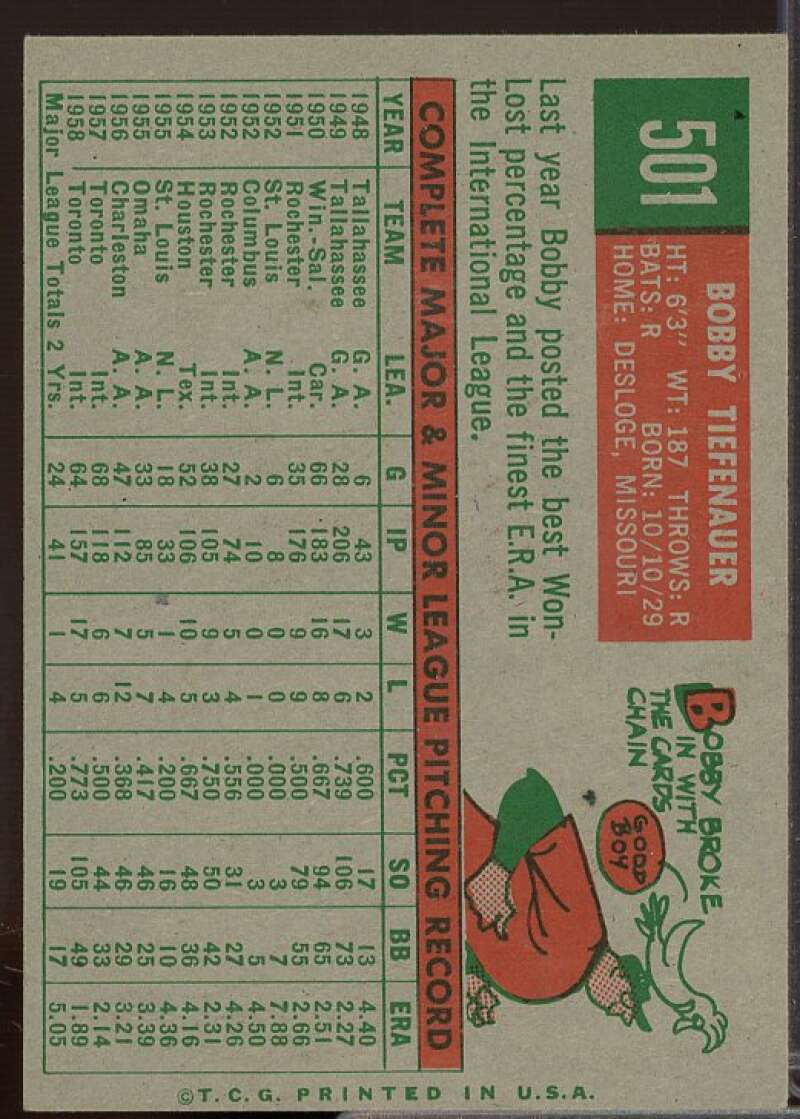 501
BOBBY TIEFENAUER
HT: 6'3" WT: 187 THROWS: R
BATS: R BORN: 10/10/29
HOME: DESLOGE, MISSOURI
BOBBY BROKE
IN WITH
THE CARDS
CHAIN
GOOD
BOY
Last year Bobby posted the best Won-
Lost percentage and the finest E.R.A. in
the International League.
COMPLETE MAJOR & MINOR LEAGUE PITCHING RECORD
YEAR TEAM LEA. G IP W L PCT SO BB ERA
1948 Tallahassee G. A. 6 43 3 2 .600 17 13 4.40
1949 Tallahassee G. A. 28 206 17 6 .739 106 73 2.27
1950 Win.-Sal. Car. 66 183 16 8 .667 94 65 2.51
1951 Rochester Int. 35 176 9 9 .500 79 55 2.66
1952 St. Louis N. L. 6 8 0 0 .000 3 7 7.88
1952 Columbus A. A. 2 10 0 1 .000 3 5 4.50
1952 Rochester Int. 27 74 5 4 .556 31 27 4.26
1953 Rochester Int. 38 105 9 3 .750 50 42 2.31
1954 Houston Tex. 52 106 10 5 .667 48 36 4.16
1955 St. Louis N. L. 18 33 1 4 .200 16 10 4.36
1955 Omaha A. A. 33 85 5 7 .417 46 25 3.39
1956 Charleston A. A. 47 112 7 12 .368 46 29 3.21
1957 Toronto Int. 68 118 6 6 .500 44 33 2.14
1958 Toronto Int. 64 157 17 5 .773 105 49 1.89
Major League Totals 2 Yrs. 24 41 1 4 .200 19 17 5.05
©T. C. G. PRINTED IN U.S.A.